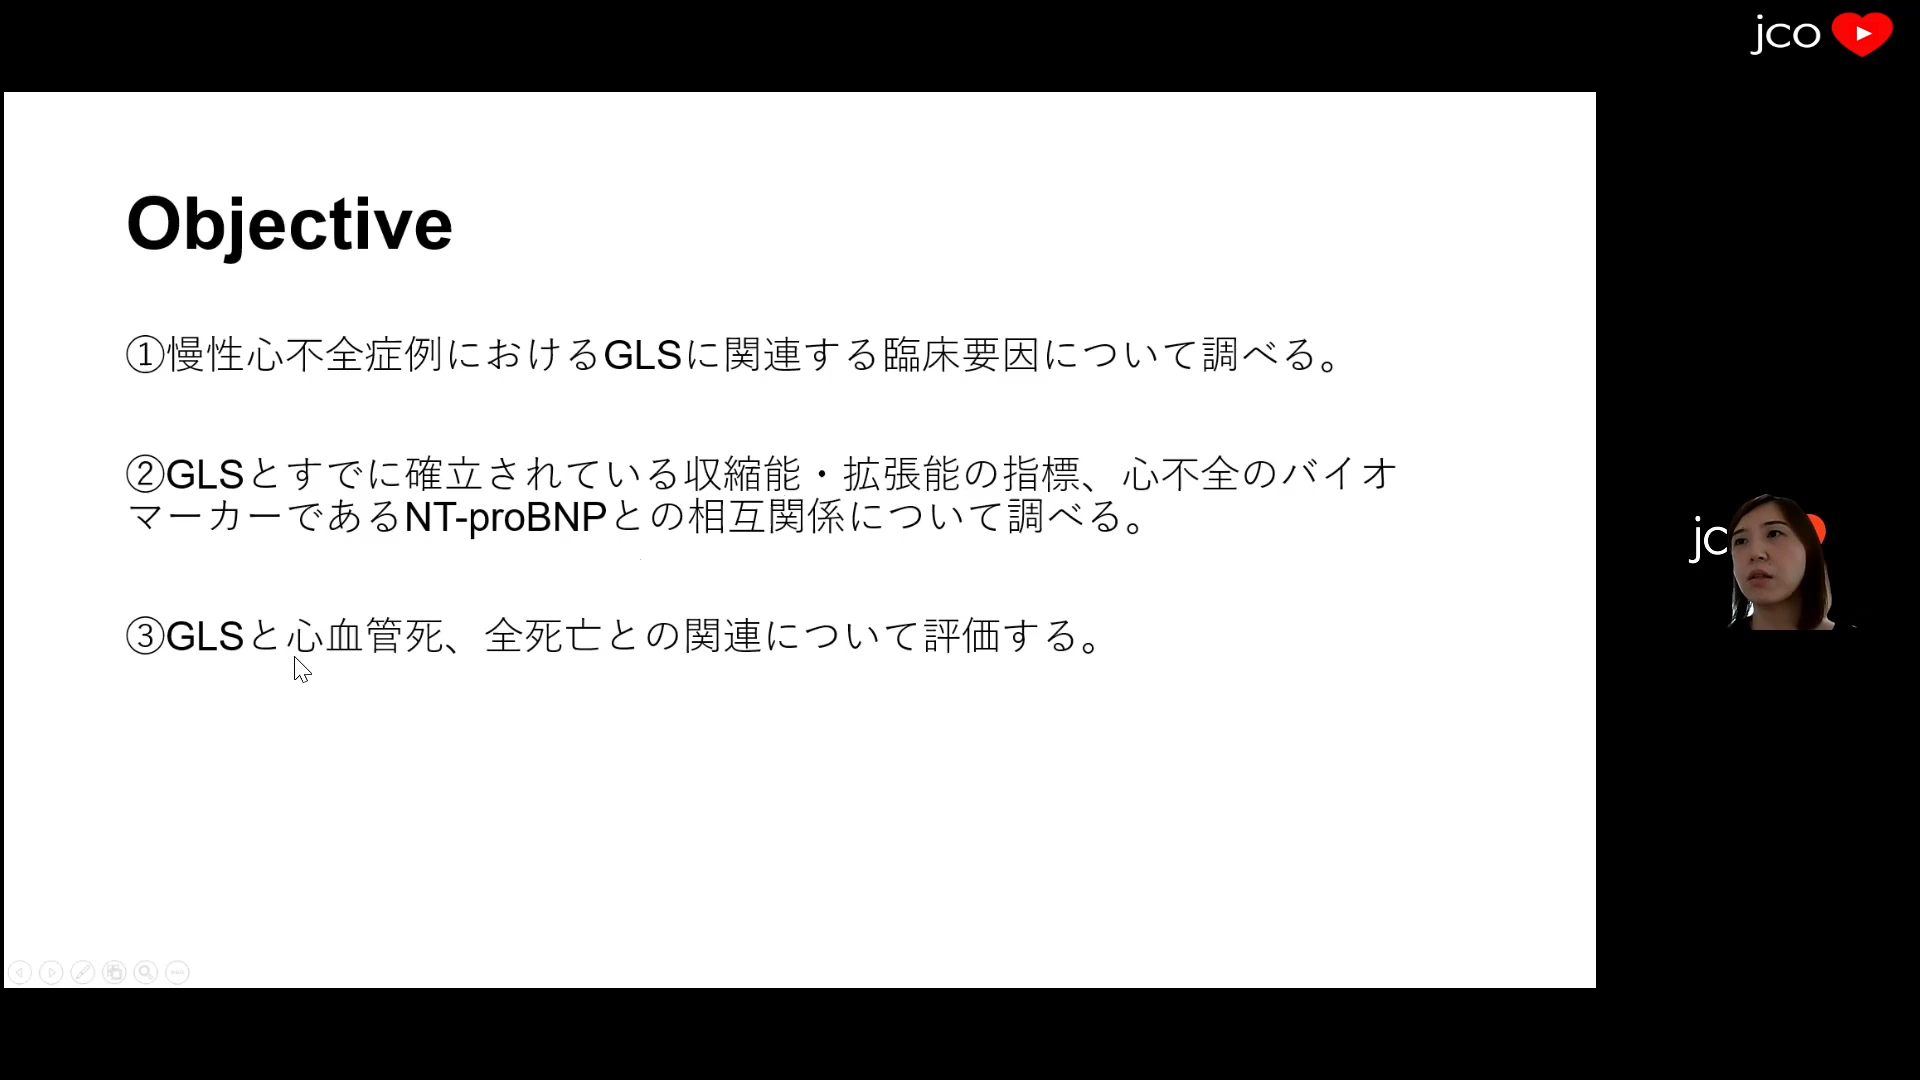 jco
Objective
①慢性心不全症例におけるGLSに関連する臨床要因について調べる。
②GLSとすでに確立されている収縮能・拡張能の指標、心不全のバイオ
マーカーであるNT-proBNPとの相互関係について調べる。
③GLSと心血管死、全死亡との関連について評価する。
jc